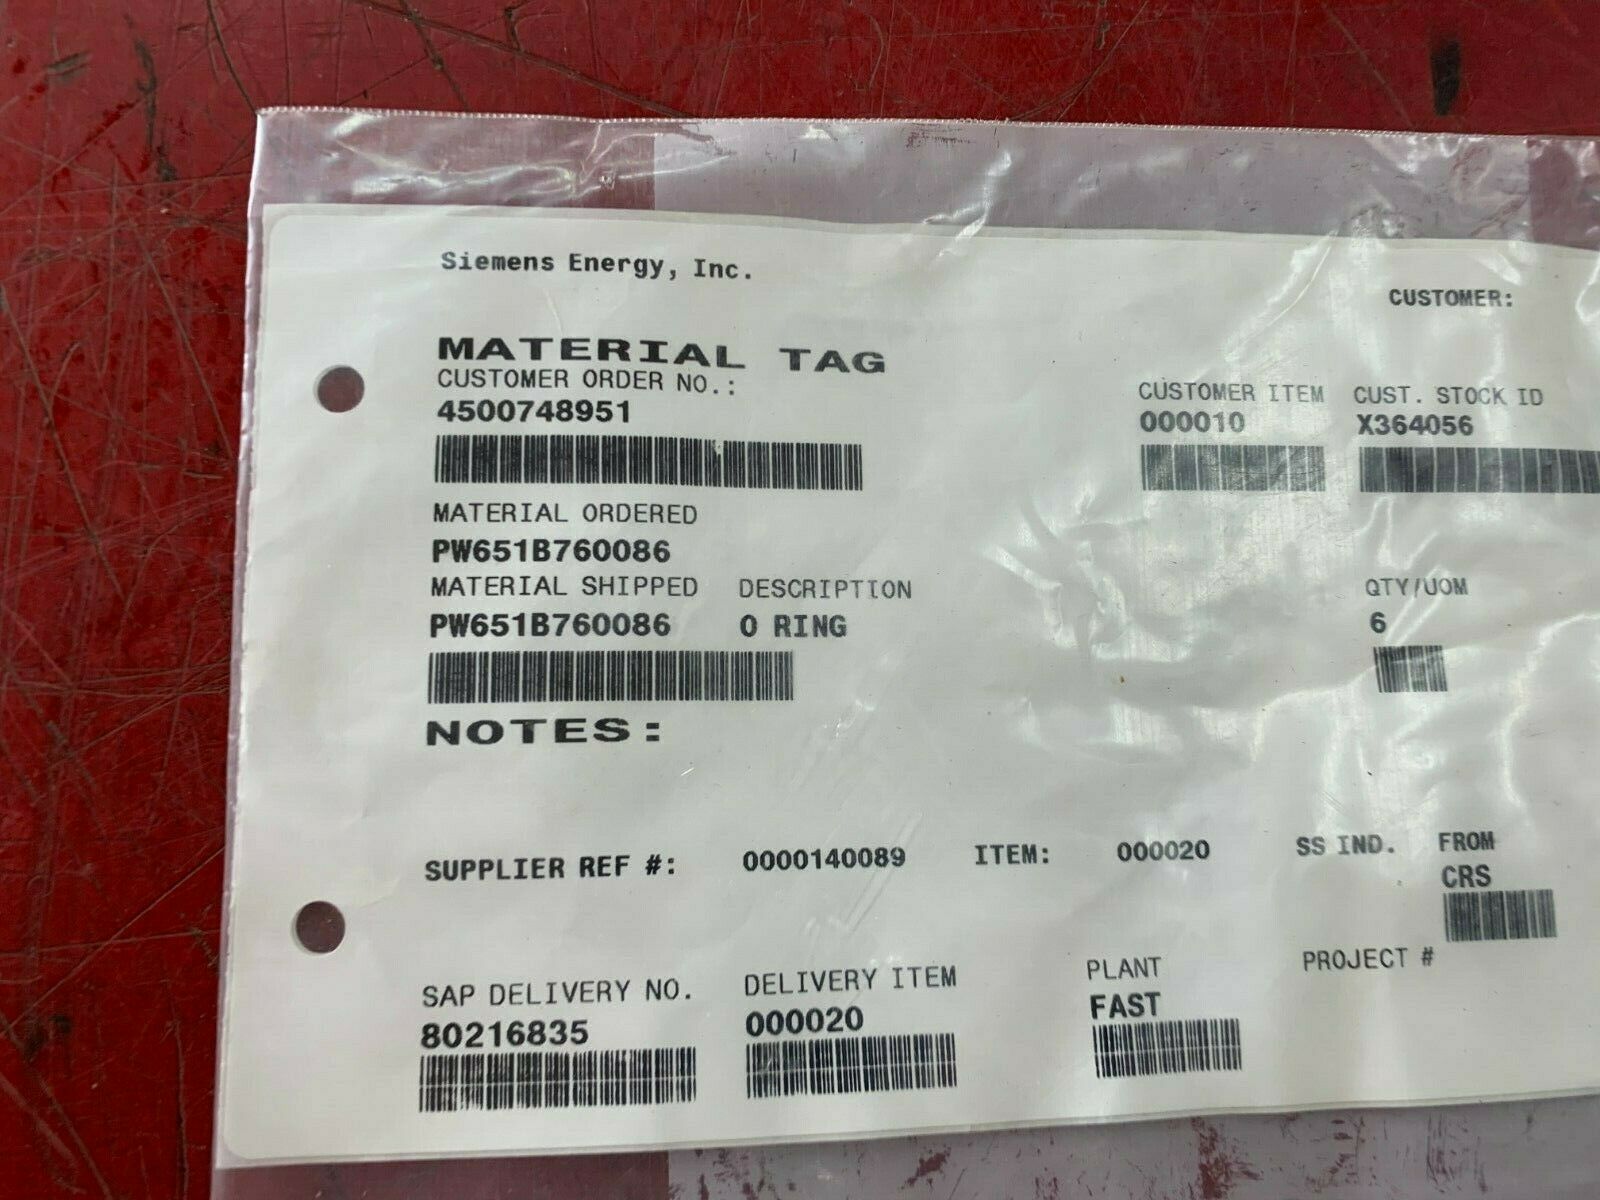 Siemens Energy, Inc.
CUSTOMER:
MATERIAL TAG
CUSTOMER ORDER NO.: CUSTOMER ITEM CUST. STOCK ID
4500748951 000010 X364056
MATERIAL ORDERED
PW651B760086
MATERIAL SHIPPED DESCRIPTION QTY/UOM
PW651B760086 O RING 6
NOTES:
SUPPLIER REF #: 0000140089 ITEM: 000020 SS IND. FROM
CRS
SAP DELIVERY NO. DELIVERY ITEM PLANT PROJECT #
80216835 000020 FAST